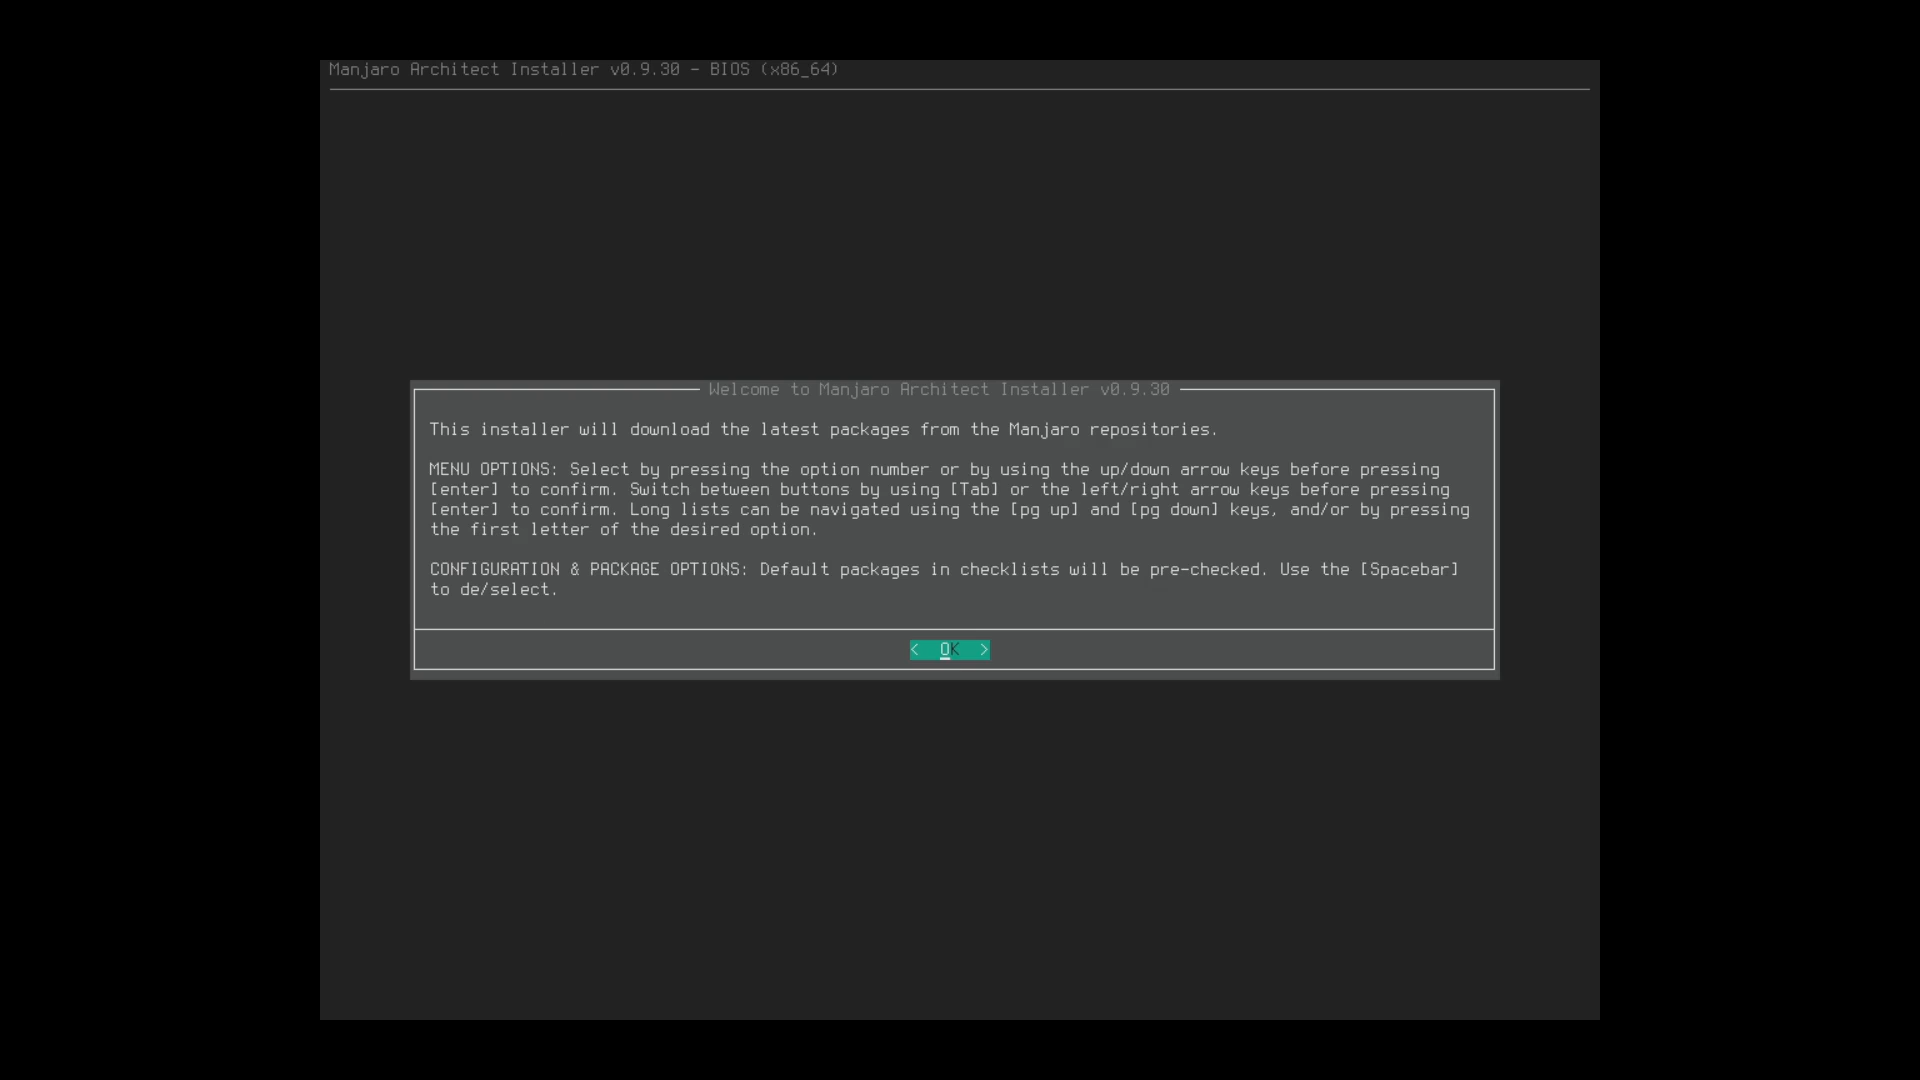 Manjaro Architect Installer v0.9.30 - BIOS (x86_64)
Welcome to Manjaro Architect Installer v0.9.30
This installer will download the latest packages from the Manjaro repositories.
MENU OPTIONS: Select by pressing the option number or by using the up/down arrow keys before pressing
[enter] to confirm. Switch between buttons by using [Tab] or the left/right arrow keys before pressing
[enter] to confirm. Long lists can be navigated using the [pg up] and [pg down] keys, and/or by pressing
the first letter of the desired option.
CONFIGURATION & PACKAGE OPTIONS: Default packages in checklists will be pre-checked. Use the [Spacebar]
to de/select.
< OK >